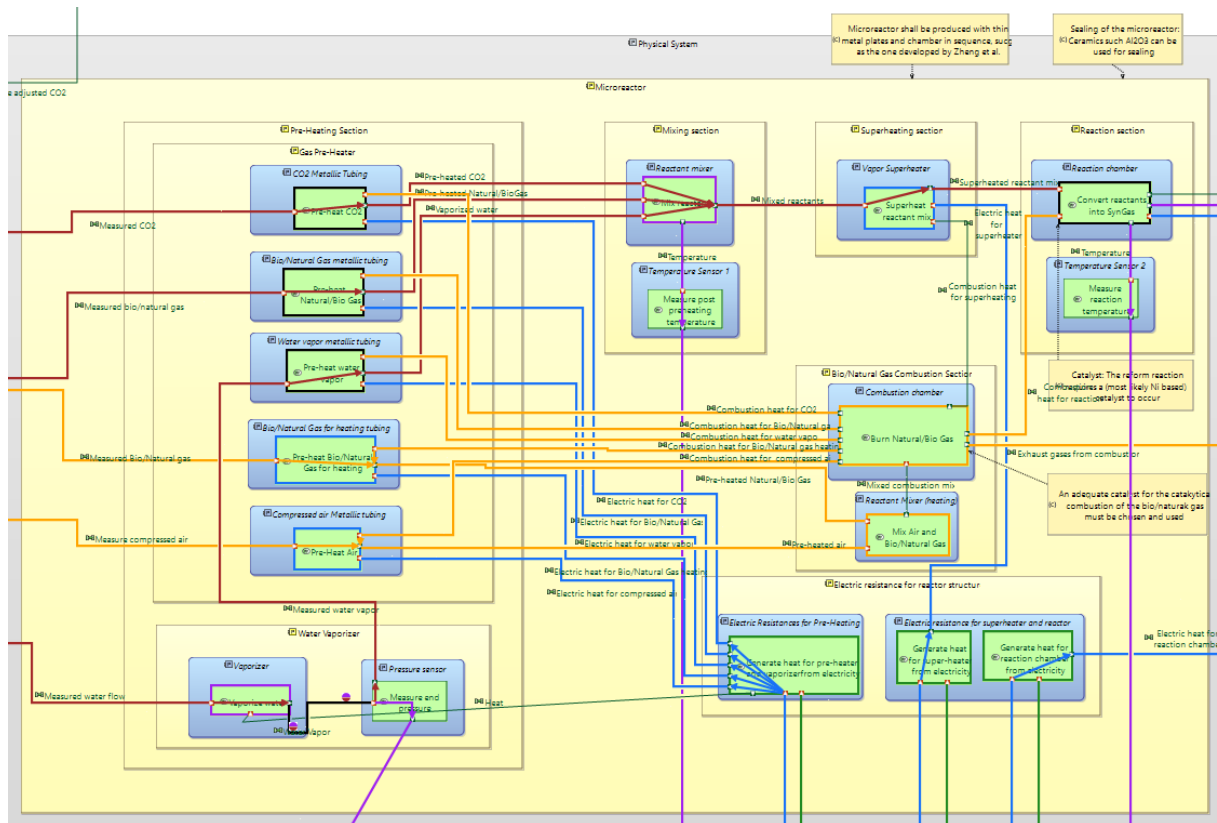 Microreactor shall be produced with thin
metal plates and chamber in sequence, sucg
as the one developed by Zheng et al.
Sealing of the microreactor:
Ceramics such Al2O3 can be
used for sealing
Physical System
e adjusted CO2
Microreactor
Pre-Heating Section
Mixing section
Superheating section
Reaction section
Gas Pre-Heater
CO2 Metallic Tubing
Pre-heat CO2
Measured CO2
Pre-heated CO2
Pre-heated Natural/BioGas
Vaporized water
Reactant mixer
Mixed reactants
Vapor Superheater
Superheat
reactant mix
Superheated reactant mix
Reaction chamber
Convert reactants
into SynGas
Electric heat
for
superheater
Temperature
Temperature
Bio/Natural Gas metallic tubing
Pre-heat
Natural/Bio Gas
Measured bio/natural gas
Temperature Sensor 1
Measure post
preheating
temperature
Temperature Sensor 2
Measure
reaction
temperature
Combustion heat
for superheating
Water vapor metallic tubing
Pre-heat water
vapor
Bio/Natural Gas Combustion Section
Combustion chamber
Burn Natural/Bio Gas
Catalyst: The reform reaction
requires a (most likely Ni based)
catalyst to occur
heat for reaction
Combustion heat for CO2
Combustion heat for Bio/Natural ga
Combustion heat for water vapo
Combustion heat for Bio/Natural gas heating
Combustion heat for compressed air
Bio/Natural Gas for heating tubing
Pre-heat Bio/Natural
Gas for heating
Measured Bio/Natural gas
Exhaust gases from combustor
Pre-heated Natural/Bio Gas
Mixed combustion mix
An adequate catalyst for the catakytica
combustion of the bio/naturak gas
must be chosen and used
Reactant Mixer (heating)
Mix Air and
Bio/Natural Gas
Compressed air Metallic tubing
Pre-Heat Air
Measure compressed air
Electric heat for CO2
Electric heat for Bio/Natural Gas
Electric heat for water vapor
Pre-heated air
Electric heat for Bio/Natural Gas heating
Electric heat for compressed air
Measured water vapor
Electric resistance for reactor structur
Water Vaporizer
Vaporizer
Vaporize water
Measured water flow
Pressure sensor
Measure end
pressure
Heat
Electric Resistances for Pre-Heating
Generate heat for pre-heater
and vaporizerfrom electricity
Electric resistance for superheater and reactor
Generate heat
for super-heater
from electricity
Generate heat for
reaction chamber
from electricity
Electric heat for
reaction chamb